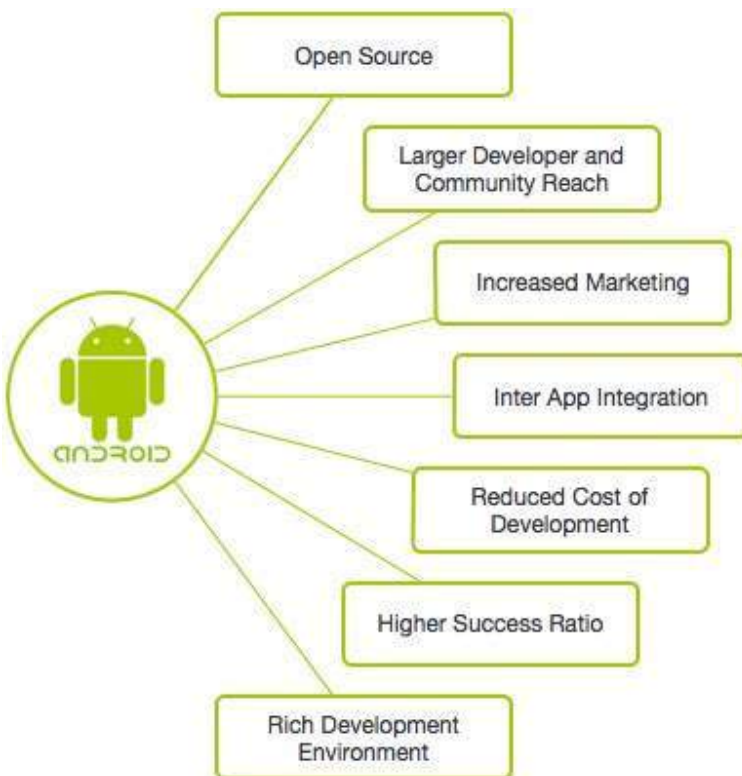 Open Source
Larger Developer and
Community Reach
Increased Marketing
Inter App Integration
ANDROID
Reduced Cost of
Development
Higher Success Ratio
Rich Development
Environment